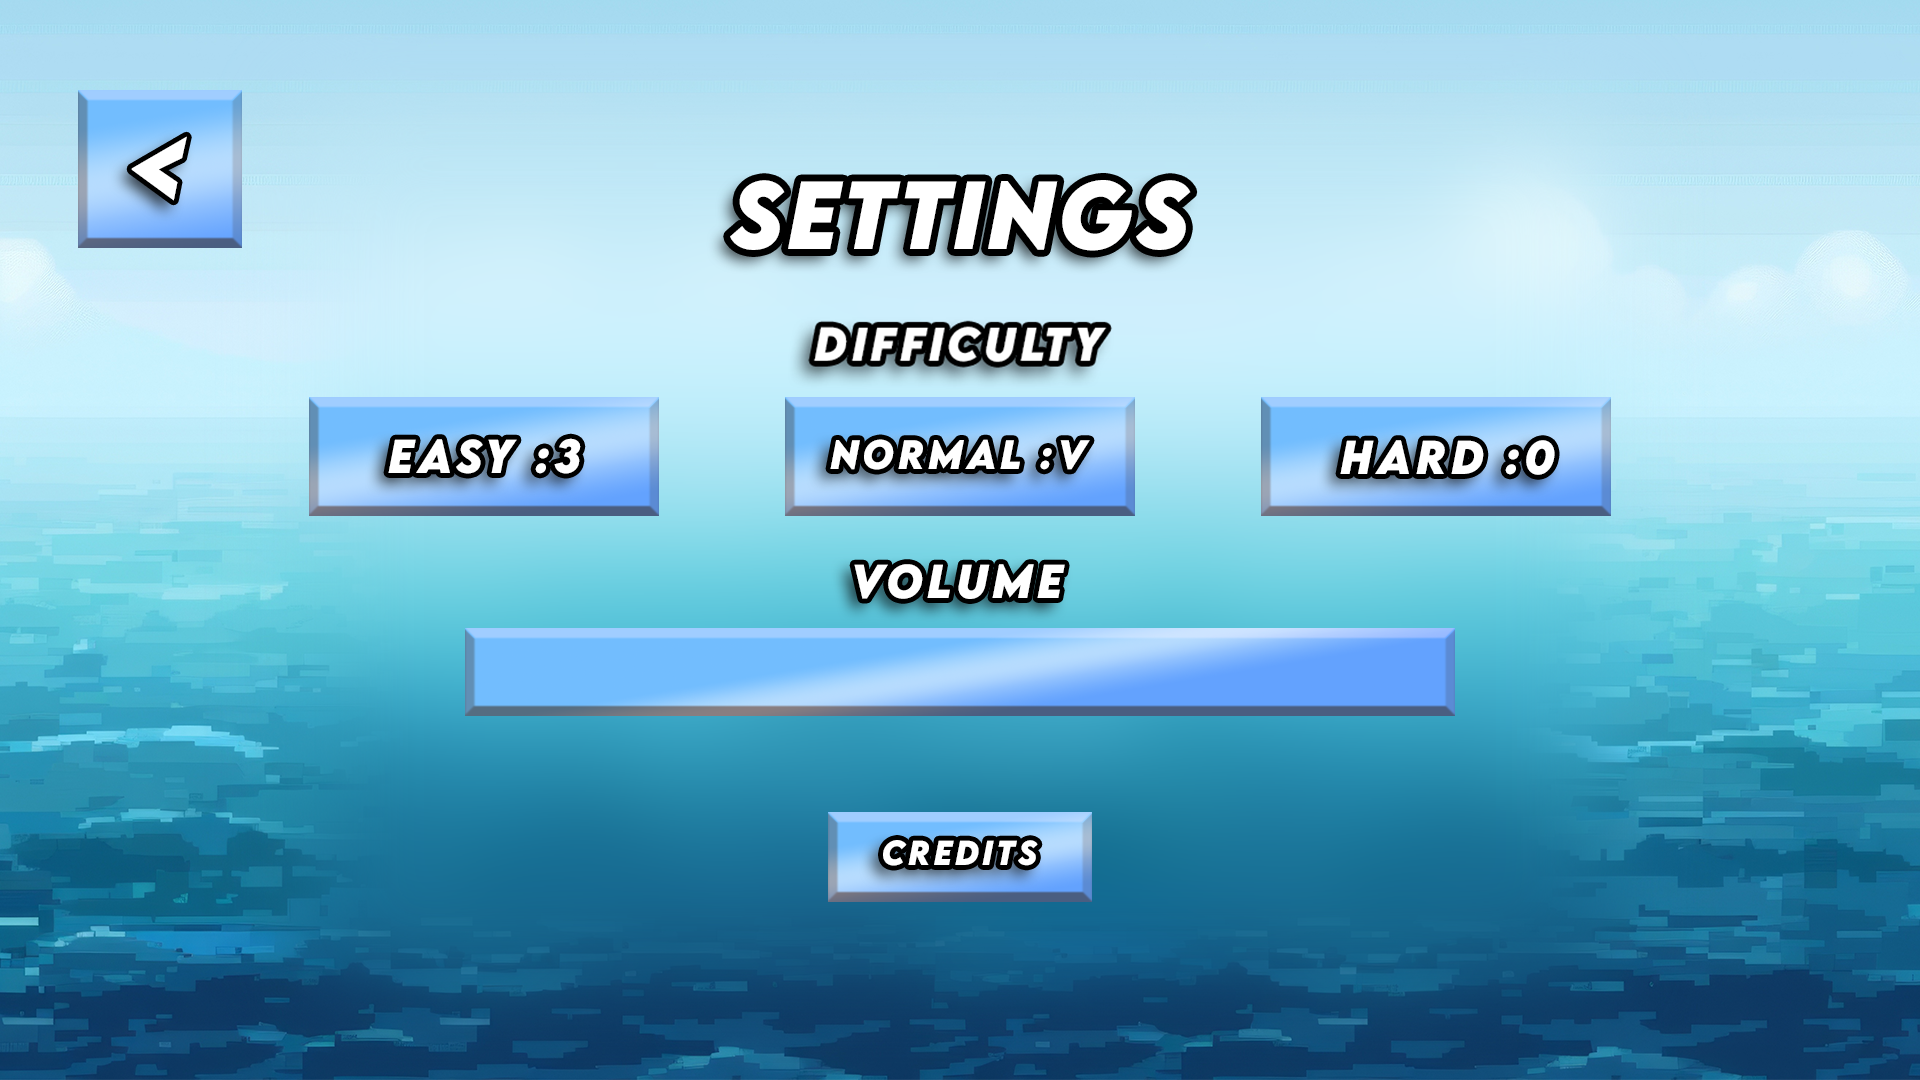 <
SETTINGS
DIFFICULTY
EASY :3
NORMAL :V
HARD :O
VOLUME
CREDITS